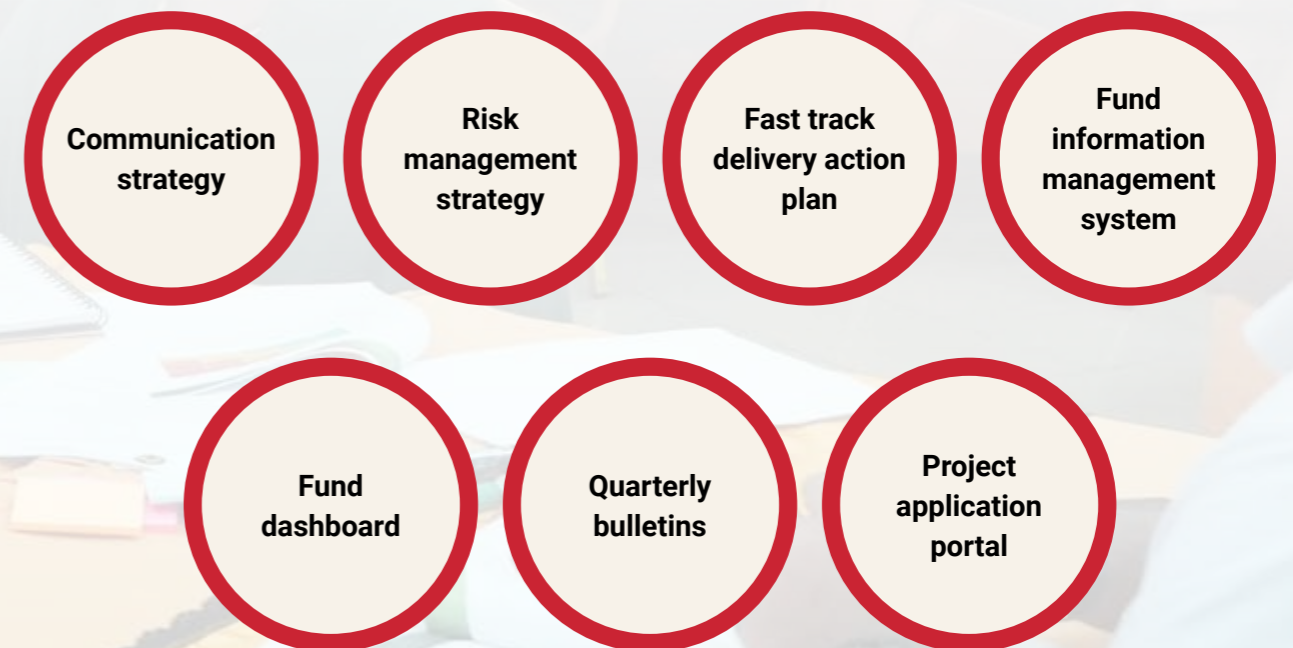 Communication
strategy
Risk
management
strategy
Fast track
delivery action
plan
Fund
information
management
system
Fund
dashboard
Quarterly
bulletins
Project
application
portal